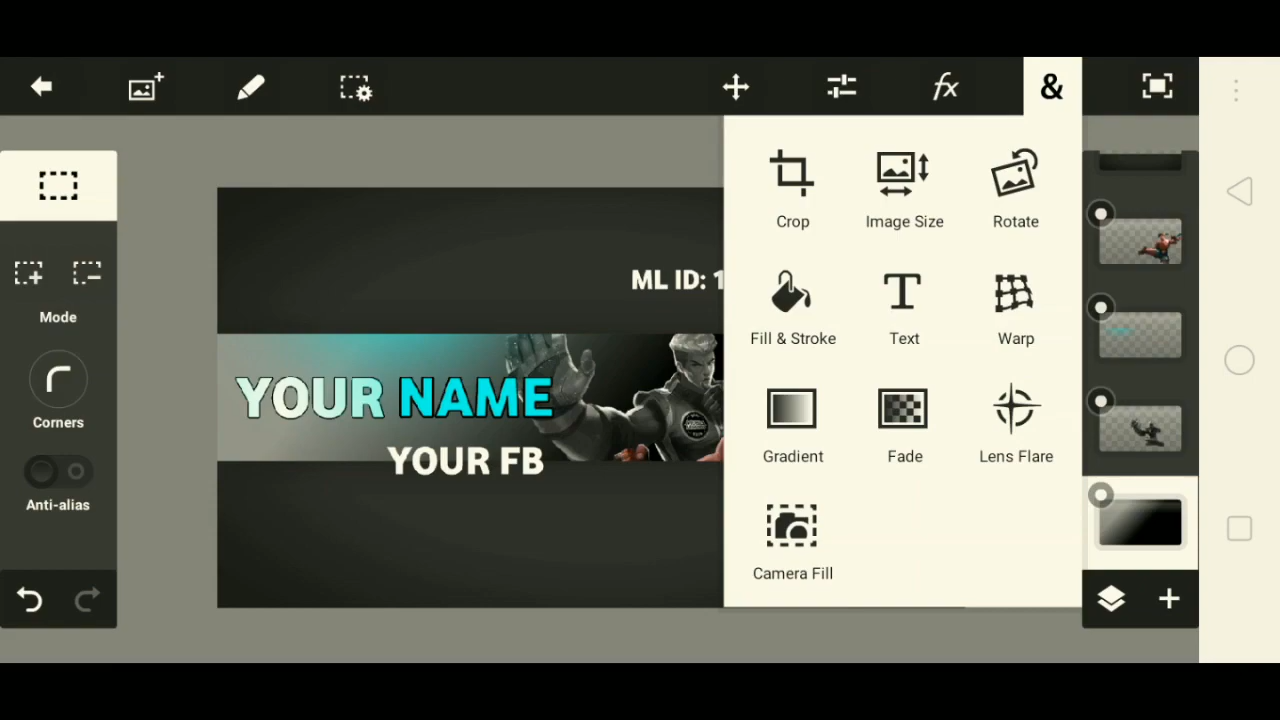 fx
&
Crop
Image Size
Rotate
ML ID: 1
Mode
Fill & Stroke
Text
Warp
YOUR NAME
Corners
YOUR FB
Gradient
Fade
Lens Flare
Anti-alias
Camera Fill